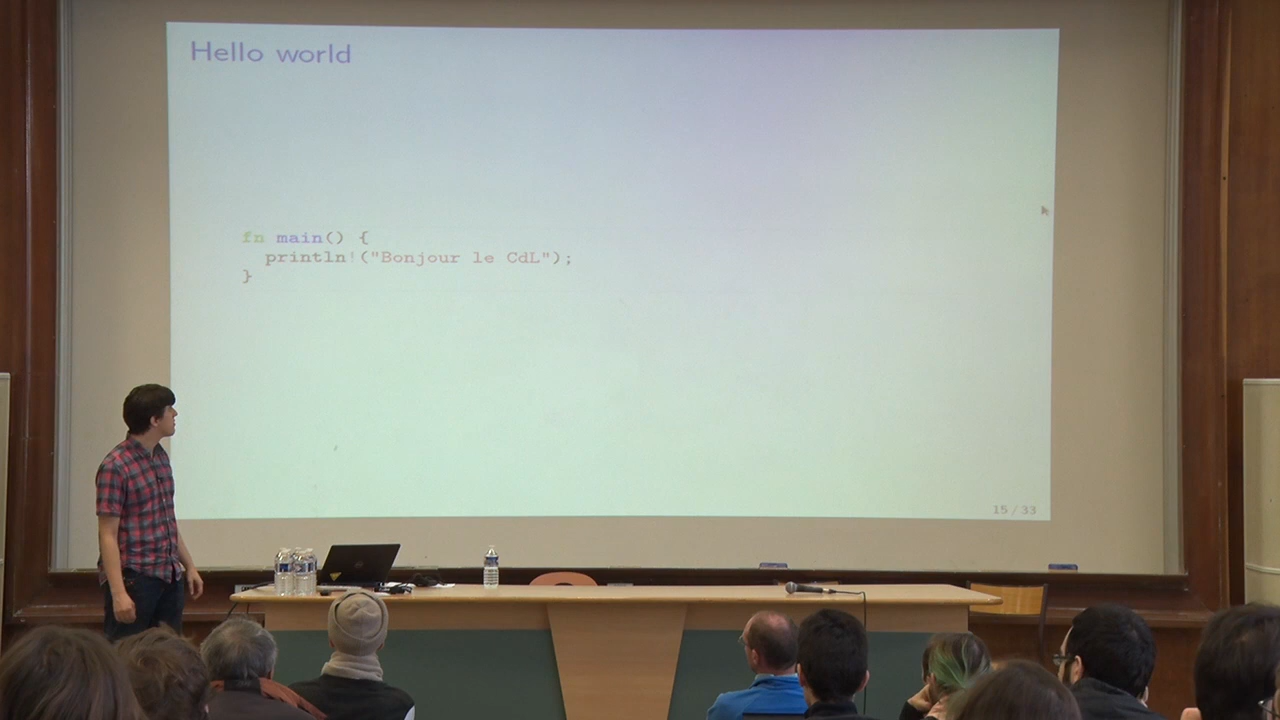 Hello world
fn main() {
println!("Bonjour le CdL");
}
15 / 33